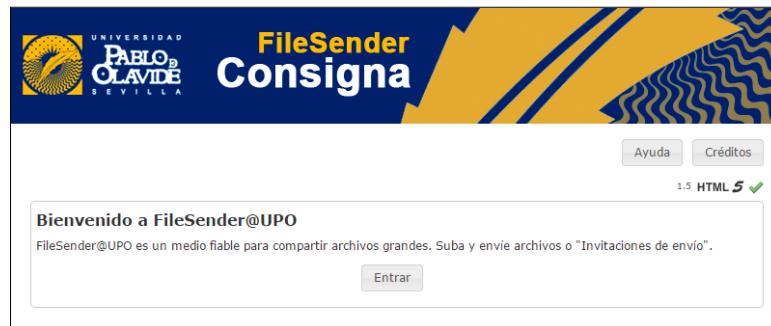 UNIVERSIDAD
PABLO DE
OLAVIDE
SEVILLA
FileSender
Consigna
Ayuda Créditos
1.5 HTML 5
Bienvenido a FileSender@UPO
FileSender@UPO es un medio fiable para compartir archivos grandes. Suba y envíe archivos o "Invitaciones de envío".
Entrar